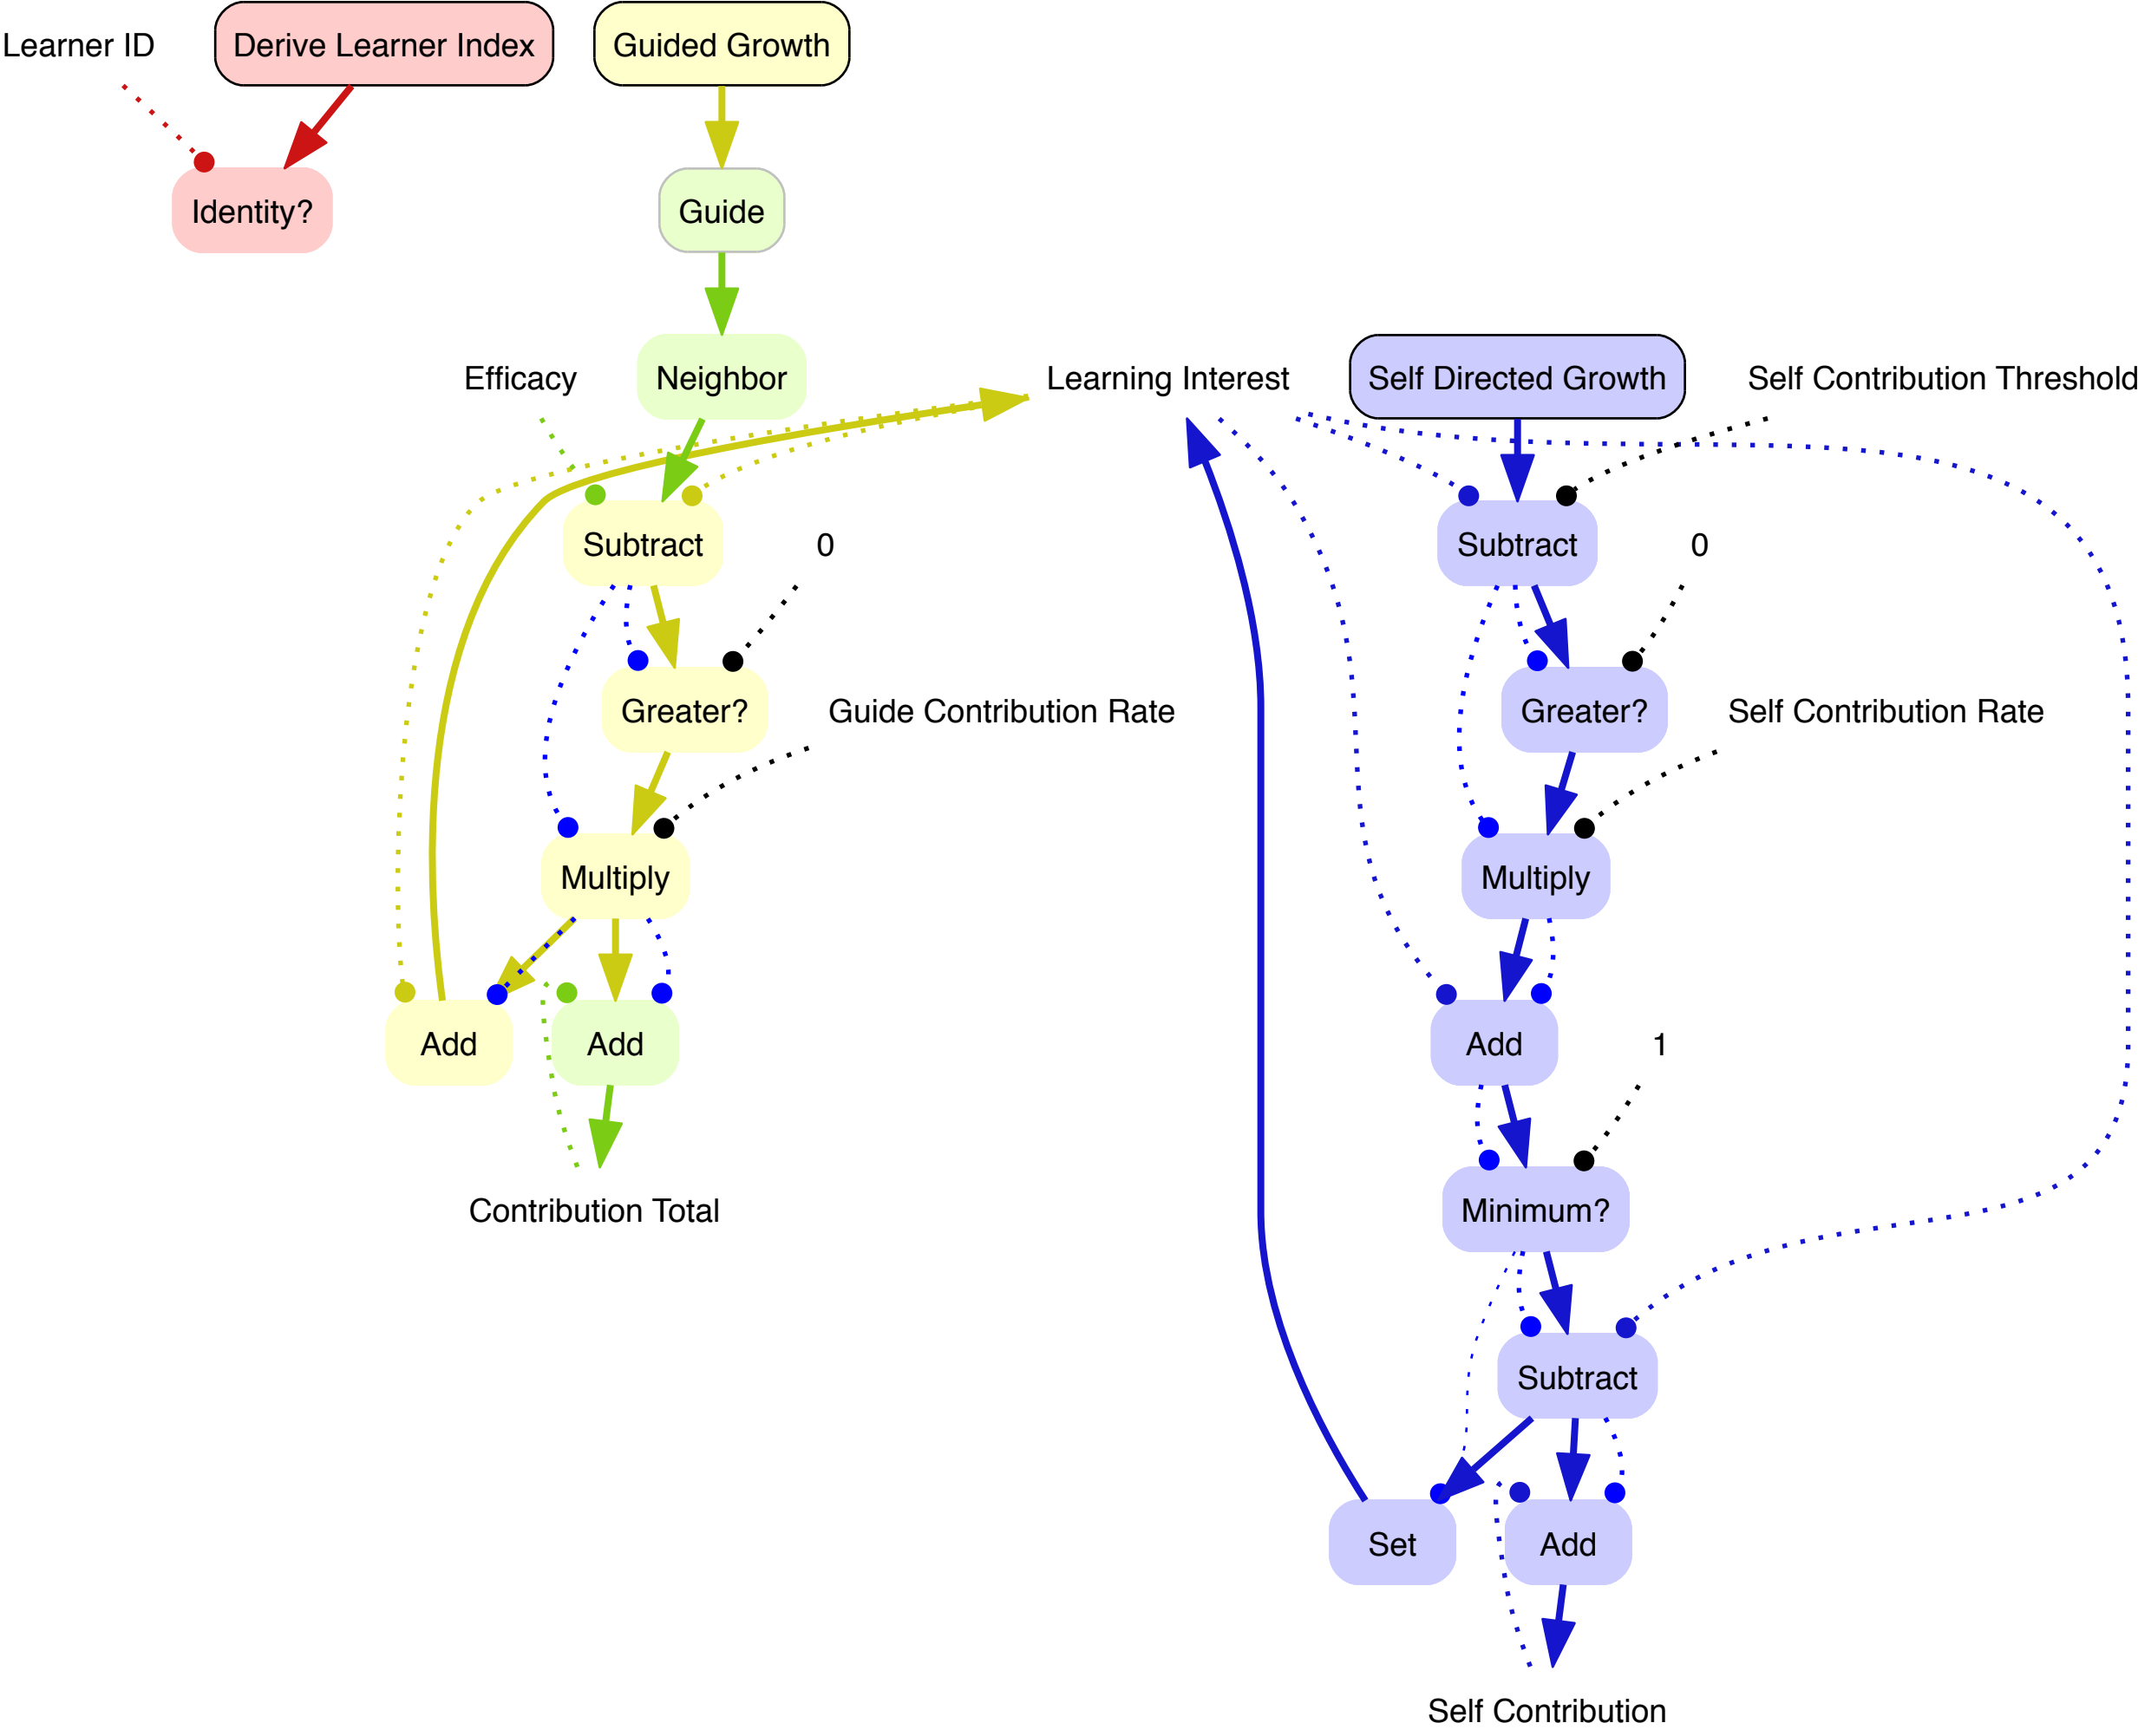 Learner ID
Derive Learner Index
Guided Growth
Identity?
Guide
Efficacy
Neighbor
Learning Interest
Self Directed Growth
Self Contribution Threshold
Subtract
0
Subtract
0
Greater?
Guide Contribution Rate
Greater?
Self Contribution Rate
Multiply
Multiply
Add
Add
Add
1
Contribution Total
Minimum?
Subtract
Set
Add
Self Contribution